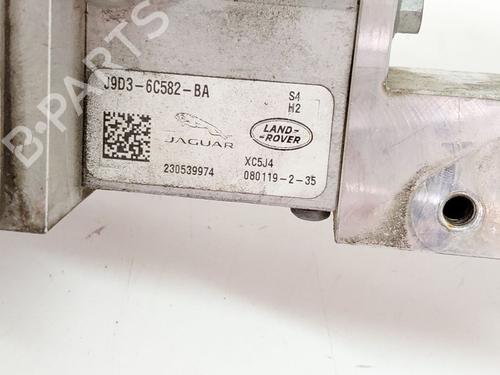 J9D3-6C582-BA
S4
H2
JAGUAR
LAND-
ROVER
XC5J4
230539974
080119-2-35
B-PARTS